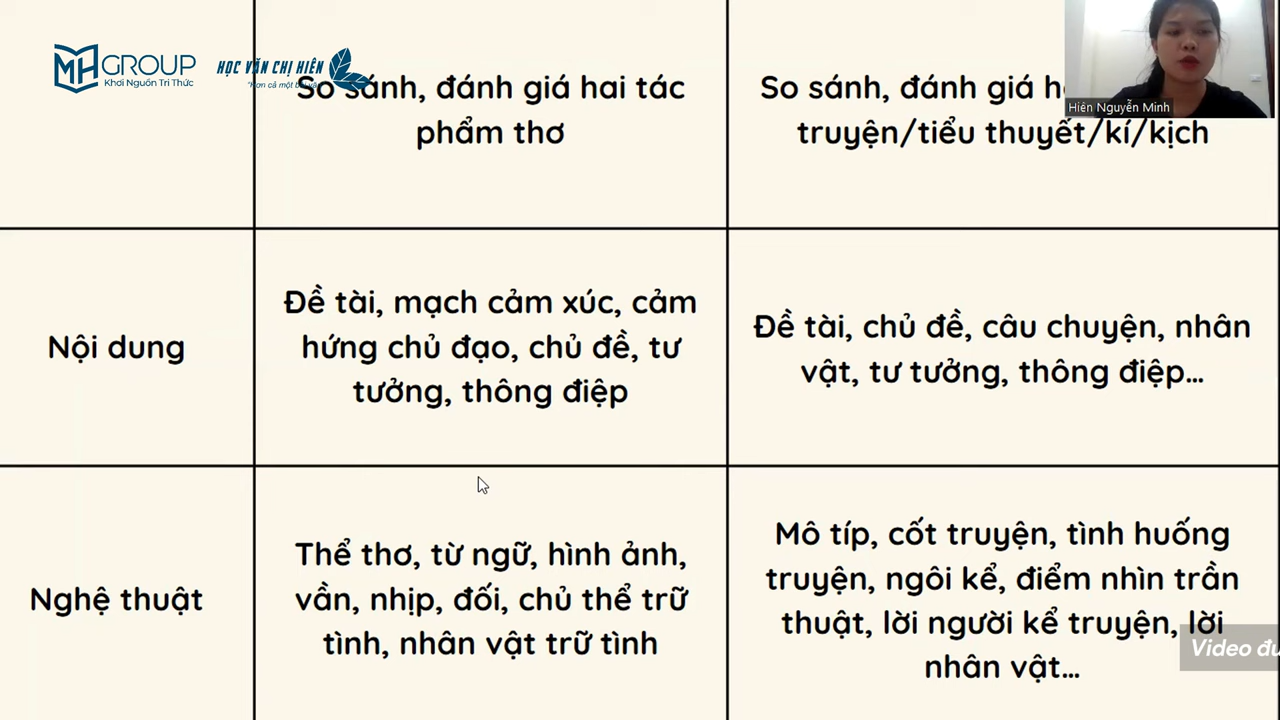 MH GROUP
Khơi Nguồn Tri Thức
HỌC VĂN CHỊ HIÊN
So sánh, đánh giá hai tác
phẩm thơ
So sánh, đánh giá
truyện/tiểu thuyết/kí/kịch
Hiên Nguyễn Minh
Nội dung
Đề tài, mạch cảm xúc, cảm
hứng chủ đạo, chủ đề, tư
tưởng, thông điệp
Đề tài, chủ đề, câu chuyện, nhân
vật, tư tưởng, thông điệp...
Nghệ thuật
Thể thơ, từ ngữ, hình ảnh,
vần, nhịp, đối, chủ thể trữ
tình, nhân vật trữ tình
Mô típ, cốt truyện, tình huống
truyện, ngôi kể, điểm nhìn trần
thuật, lời người kể truyện, lời
nhân vật...
Video